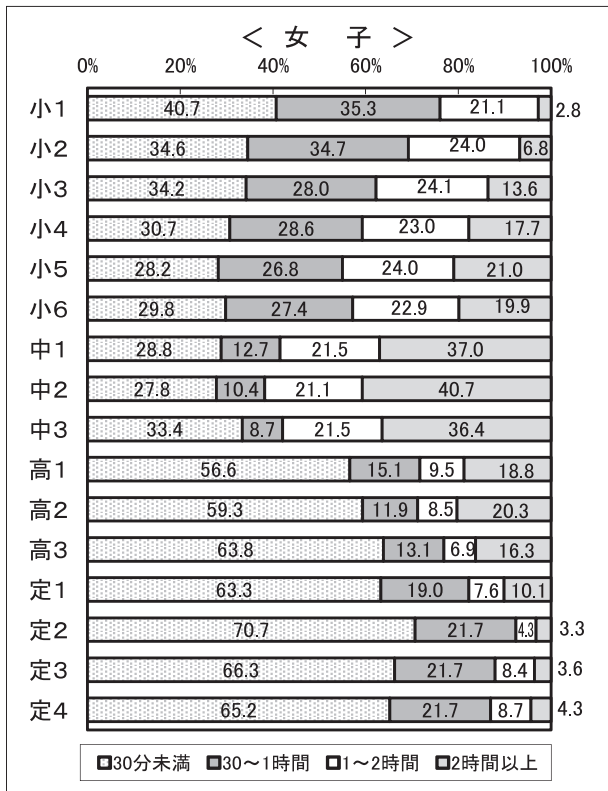 ＜ 女 子 ＞
0% 20% 40% 60% 80% 100%
小1 40.7 35.3 21.1 2.8
小2 34.6 34.7 24.0 6.8
小3 34.2 28.0 24.1 13.6
小4 30.7 28.6 23.0 17.7
小5 28.2 26.8 24.0 21.0
小6 29.8 27.4 22.9 19.9
中1 28.8 12.7 21.5 37.0
中2 27.8 10.4 21.1 40.7
中3 33.4 8.7 21.5 36.4
高1 56.6 15.1 9.5 18.8
高2 59.3 11.9 8.5 20.3
高3 63.8 13.1 6.9 16.3
定1 63.3 19.0 7.6 10.1
定2 70.7 21.7 4.3 3.3
定3 66.3 21.7 8.4 3.6
定4 65.2 21.7 8.7 4.3
30分未満 30～1時間 1～2時間 2時間以上